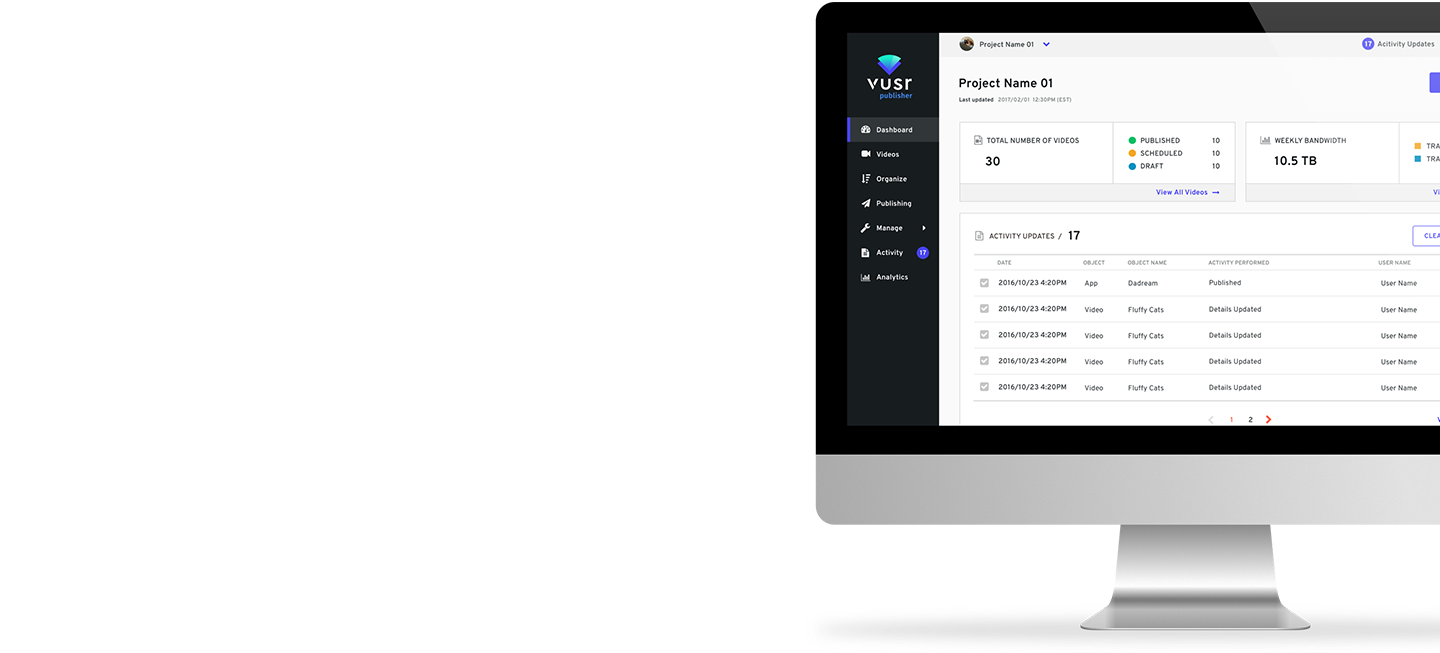 Project Name 01
17 Acitivity Updates
vusr
publisher
Dashboard
Videos
Organize
Publishing
Manage
Activity 17
Analytics
Project Name 01
Last updated 2017/02/01 12:30PM (EST)
TOTAL NUMBER OF VIDEOS
30
PUBLISHED 10
SCHEDULED 10
DRAFT 10
View All Videos →
WEEKLY BANDWIDTH
10.5 TB
TRA
TRA
Vi
ACTIVITY UPDATES / 17
CLEA
DATE OBJECT OBJECT NAME ACTIVITY PERFORMED USER NAME
2016/10/23 4:20PM App Dadream Published User Name
2016/10/23 4:20PM Video Fluffy Cats Details Updated User Name
2016/10/23 4:20PM Video Fluffy Cats Details Updated User Name
2016/10/23 4:20PM Video Fluffy Cats Details Updated User Name
2016/10/23 4:20PM Video Fluffy Cats Details Updated User Name
1 2